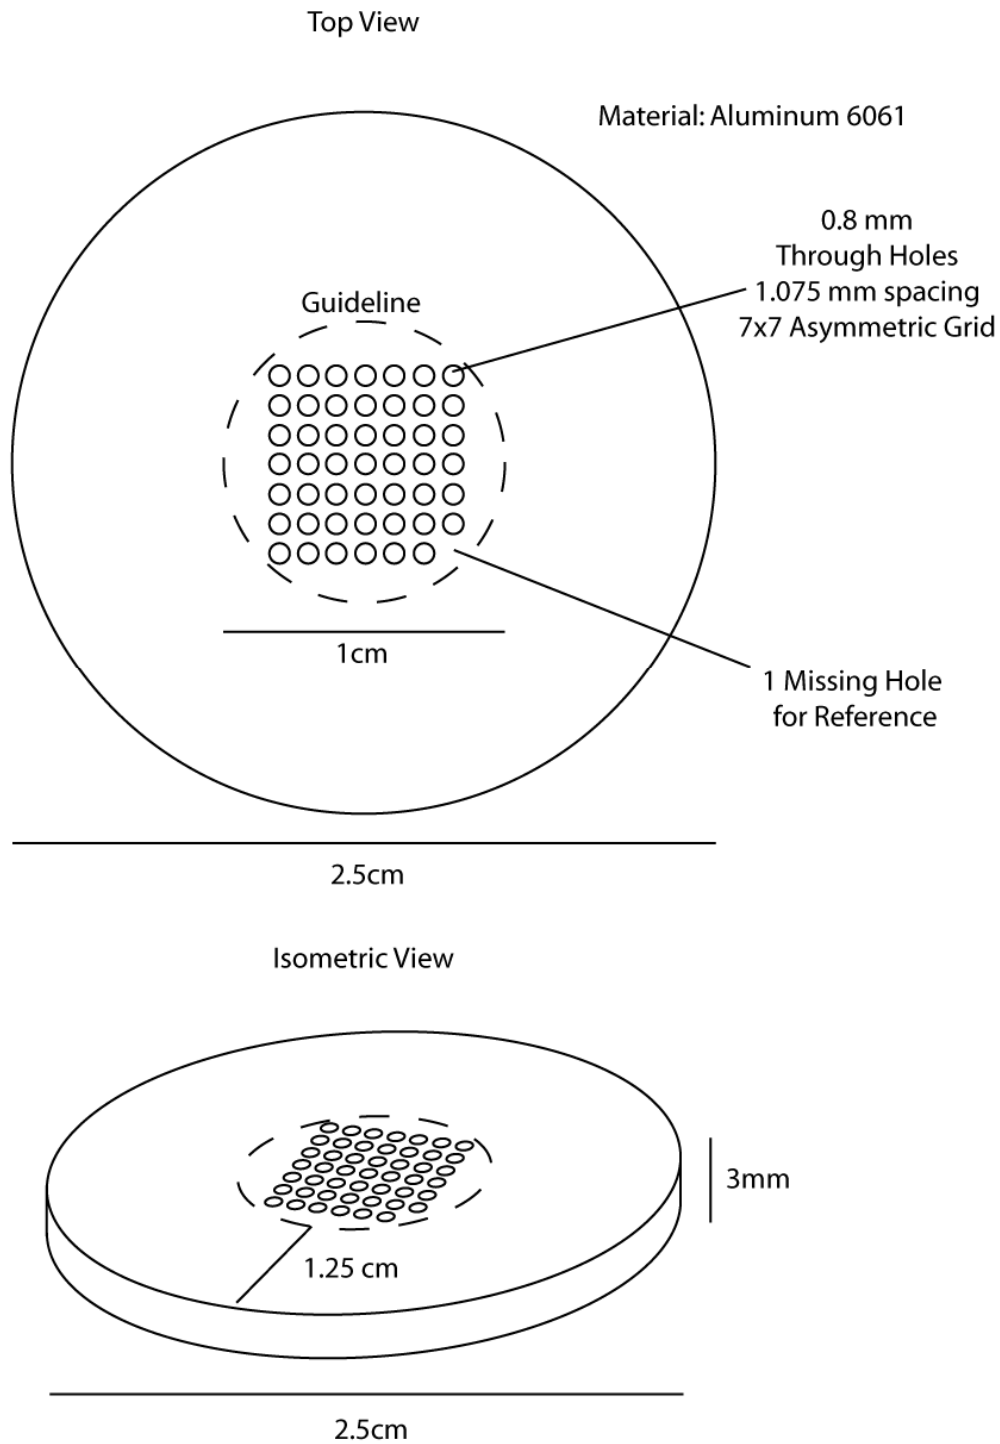 Top View
Material: Aluminum 6061
0.8 mm
Through Holes
1.075 mm spacing
7x7 Asymmetric Grid
Guideline
1cm
1 Missing Hole
for Reference
2.5cm
Isometric View
3mm
1.25 cm
2.5cm